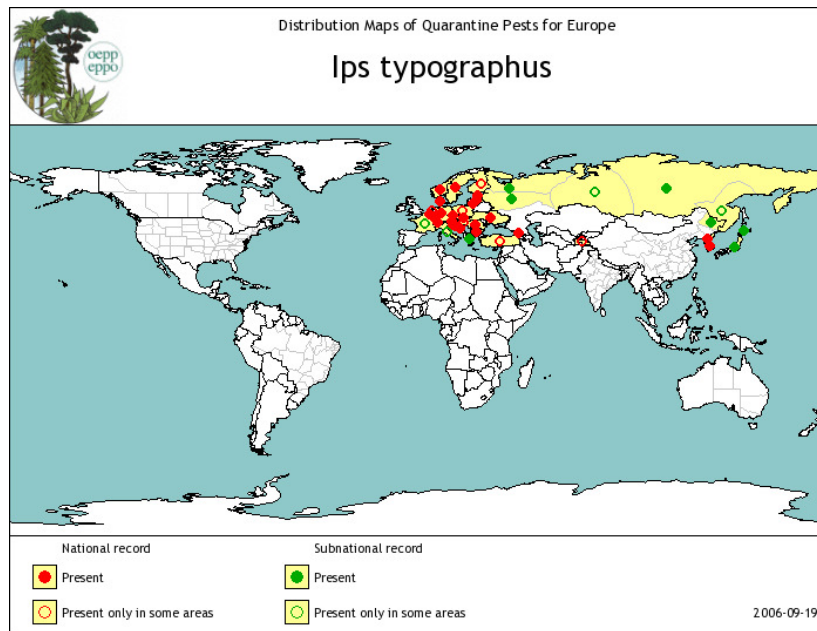 Distribution Maps of Quarantine Pests for Europe
oepp
eppo
Ips typographus
National record
Subnational record
Present
Present
Present only in some areas
Present only in some areas
2006-09-19